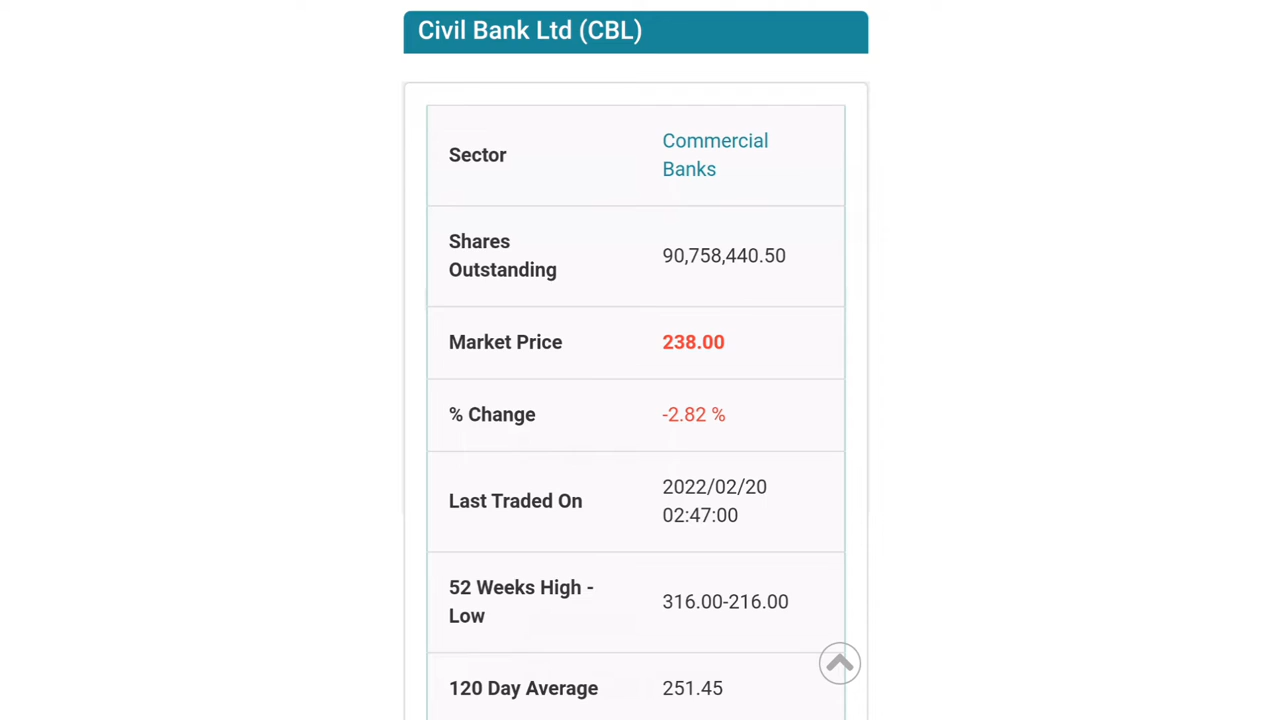 Civil Bank Ltd (CBL)
Sector
Commercial
Banks
Shares
Outstanding
90,758,440.50
Market Price
238.00
% Change
-2.82 %
Last Traded On
2022/02/20
02:47:00
52 Weeks High -
Low
316.00-216.00
120 Day Average
251.45